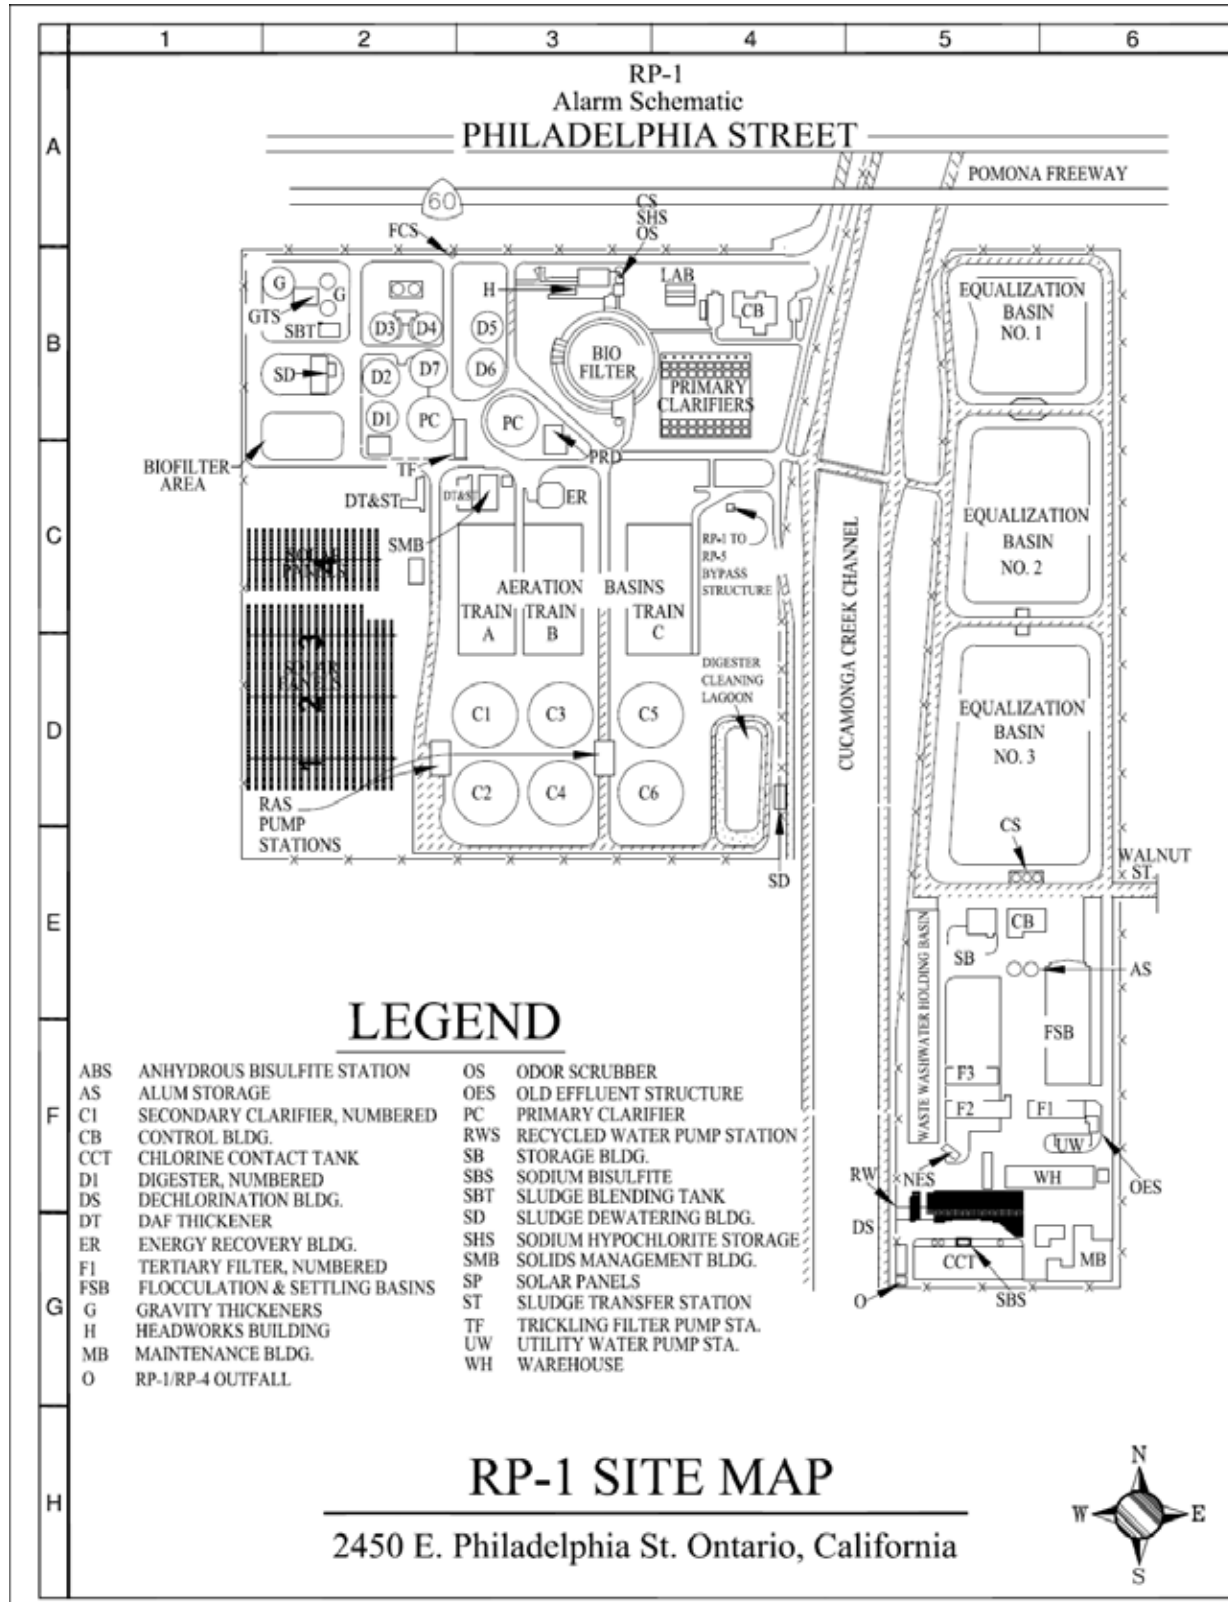 1 2 3 4 5 6
RP-1
Alarm Schematic
A
PHILADELPHIA STREET
POMONA FREEWAY
60
CS
SHS
OS
FCS
LAB
H
G
G
GTS
SBT
D3
D4
D5
CB
EQUALIZATION
BASIN
NO. 1
B
BIO
FILTER
SD
D2
D7
D6
PRIMARY
CLARIFIERS
D1
PC
PC
PRD
TF
BIOFILTER
AREA
DT&ST
DT&ST
ER
SMB
C
RP-1 TO
RP-5
BYPASS
STRUCTURE
EQUALIZATION
BASIN
NO. 2
4
AERATION BASINS
TRAIN
A
TRAIN
B
TRAIN
C
CUCAMONGA CREEK CHANNEL
3
2
1
DIGESTER
CLEANING
LAGOON
D
C1
C3
C5
EQUALIZATION
BASIN
NO. 3
C2
C4
C6
RAS
PUMP
STATIONS
CS
WALNUT
ST.
SD
E
WASTE WASHWATER HOLDING BASIN
CB
SB
AS
FSB
F3
F2
F1
UW
NES
WH
OES
RW
DS
CCT
MB
O
SBS
LEGEND
F
G
ABS ANHYDROUS BISULFITE STATION
AS ALUM STORAGE
C1 SECONDARY CLARIFIER, NUMBERED
CB CONTROL BLDG.
CCT CHLORINE CONTACT TANK
D1 DIGESTER, NUMBERED
DS DECHLORINATION BLDG.
DT DAF THICKENER
ER ENERGY RECOVERY BLDG.
F1 TERTIARY FILTER, NUMBERED
FSB FLOCCULATION & SETTLING BASINS
G GRAVITY THICKENERS
H HEADWORKS BUILDING
MB MAINTENANCE BLDG.
O RP-1/RP-4 OUTFALL
OS ODOR SCRUBBER
OES OLD EFFLUENT STRUCTURE
PC PRIMARY CLARIFIER
RWS RECYCLED WATER PUMP STATION
SB STORAGE BLDG.
SBS SODIUM BISULFITE
SBT SLUDGE BLENDING TANK
SD SLUDGE DEWATERING BLDG.
SHS SODIUM HYPOCHLORITE STORAGE
SMB SOLIDS MANAGEMENT BLDG.
SP SOLAR PANELS
ST SLUDGE TRANSFER STATION
TF TRICKLING FILTER PUMP STA.
UW UTILITY WATER PUMP STA.
WH WAREHOUSE
H
RP-1 SITE MAP
2450 E. Philadelphia St. Ontario, California
N
W E
S